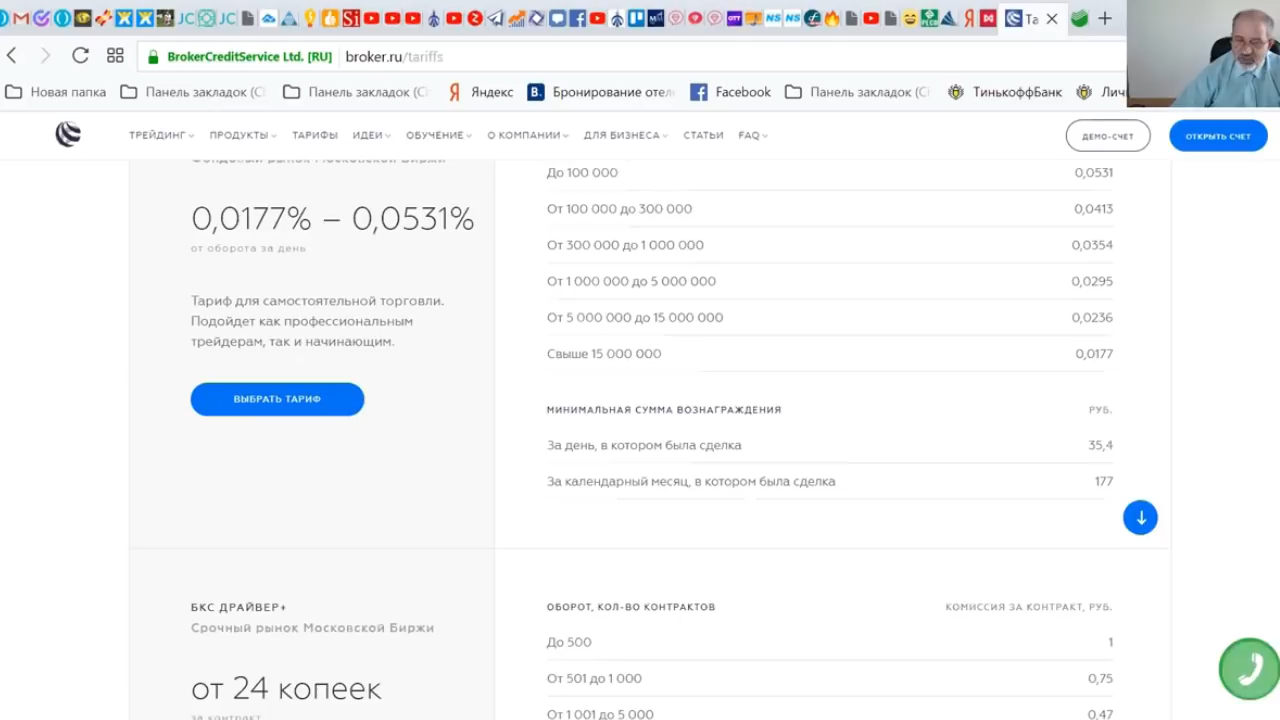 Та
BrokerCreditService Ltd. [RU]
broker.ru/tariffs
Новая папка
Панель закладок (С
Панель закладок (С
Яндекс
Бронирование отел
Facebook
Панель закладок (С
ТинькоффБанк
Личн
ТРЕЙДИНГ
ПРОДУКТЫ
ТАРИФЫ
ИДЕИ
ОБУЧЕНИЕ
О КОМПАНИИ
ДЛЯ БИЗНЕСА
СТАТЬИ
FAQ
ДЕМО-СЧЕТ
ОТКРЫТЬ СЧЕТ
Фондовый рынок Московской Биржи
0,0177% – 0,0531%
от оборота за день
Тариф для самостоятельной торговли.
Подойдет как профессиональным
трейдерам, так и начинающим.
ВЫБРАТЬ ТАРИФ
До 100 000 0,0531
От 100 000 до 300 000 0,0413
От 300 000 до 1 000 000 0,0354
От 1 000 000 до 5 000 000 0,0295
От 5 000 000 до 15 000 000 0,0236
Свыше 15 000 000 0,0177
МИНИМАЛЬНАЯ СУММА ВОЗНАГРАЖДЕНИЯ РУБ.
За день, в котором была сделка 35,4
За календарный месяц, в котором была сделка 177
БКС ДРАЙВЕР+
Срочный рынок Московской Биржи
от 24 копеек
за контракт
ОБОРОТ, КОЛ-ВО КОНТРАКТОВ КОМИССИЯ ЗА КОНТРАКТ, РУБ.
До 500 1
От 501 до 1 000 0,75
От 1 001 до 5 000 0,47